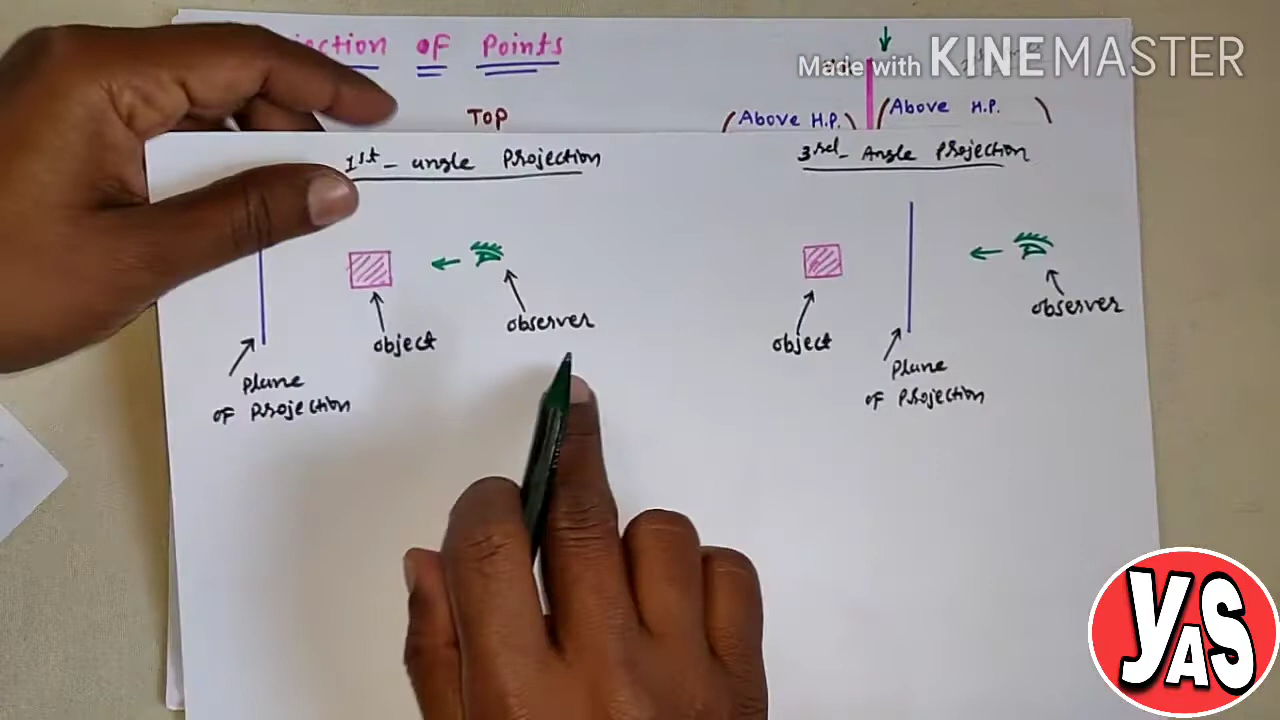 jection OF Points
Made with KINEMASTER
TOP
(Above H.P.)
(Above H.P. )
1st - angle Projection
3rd - Angle Projection
observer
observer
object
object
Plane
of Projection
Plane
of Projection
YAS